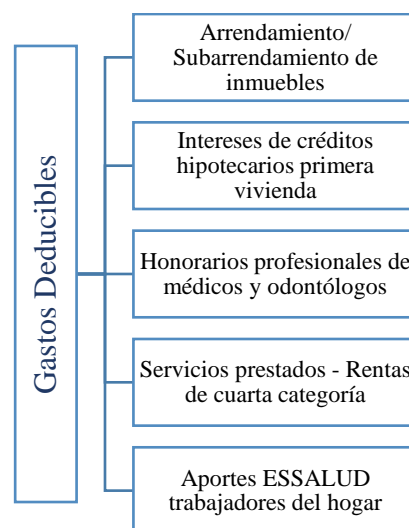 Gastos Deducibles
Arrendamiento/
Subarrendamiento de
inmuebles
Intereses de créditos
hipotecarios primera
vivienda
Honorarios profesionales de
médicos y odontólogos
Servicios prestados - Rentas
de cuarta categoría
Aportes ESSALUD
trabajadores del hogar